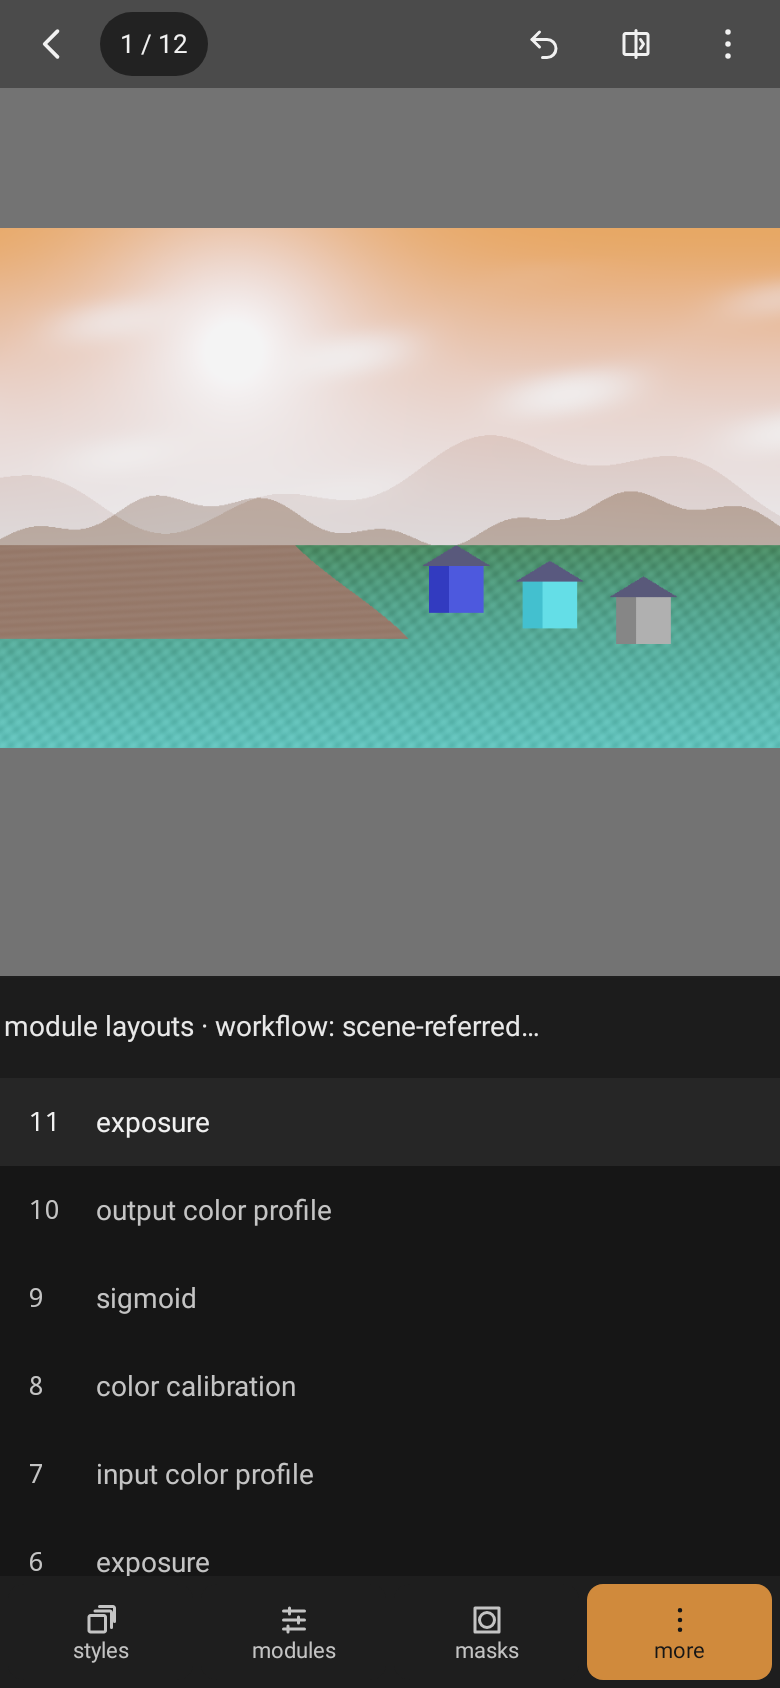 1 / 12
module layouts · workflow: scene-referred…
11 exposure
10 output color profile
9 sigmoid
8 color calibration
7 input color profile
6 exposure
styles modules masks more